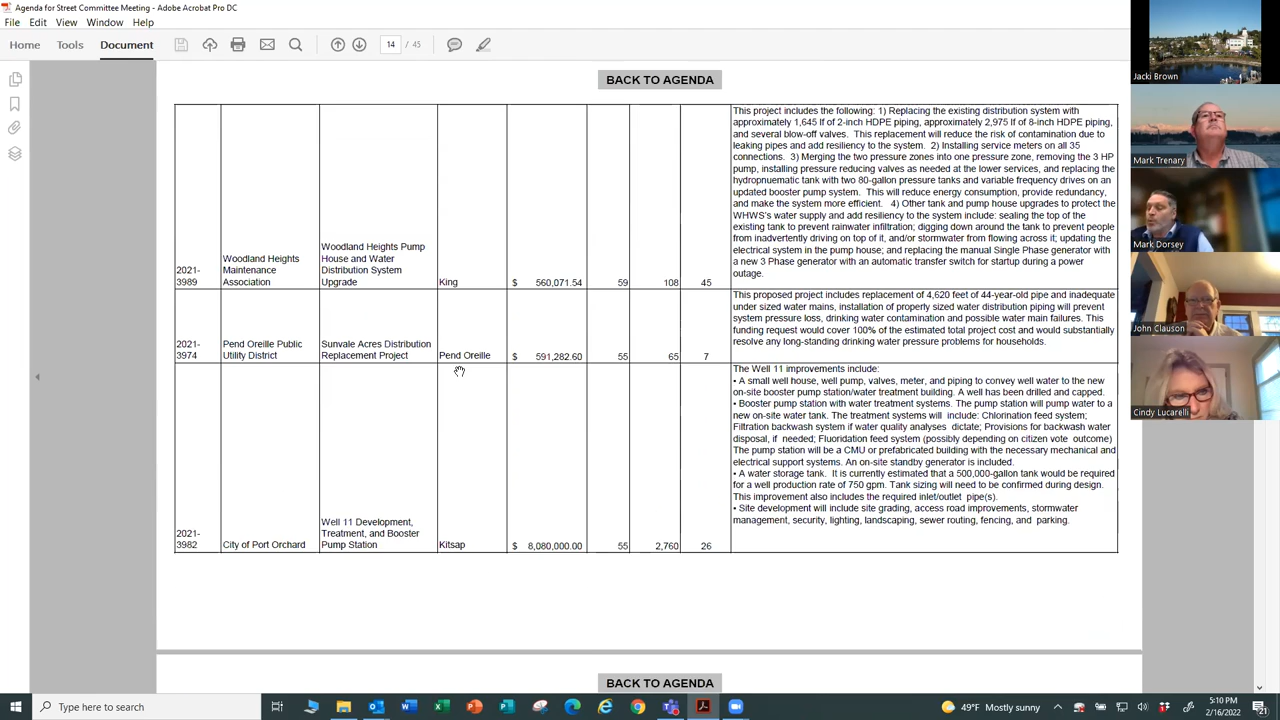 Agenda for Street Committee Meeting - Adobe Acrobat Pro DC
File Edit View Window Help
Home Tools Document 14 / 45
BACK TO AGENDA
2021-
3989
Woodland Heights
Maintenance
Association
Woodland Heights Pump
House and Water
Distribution System
Upgrade
King
$ 560,071.54
59
108
45
This project includes the following: 1) Replacing the existing distribution system with
approximately 1,645 lf of 2-inch HDPE piping, approximately 2,975 lf of 8-inch HDPE piping,
and several blow-off valves. This replacement will reduce the risk of contamination due to
leaking pipes and add resiliency to the system. 2) Installing service meters on all 35
connections. 3) Merging the two pressure zones into one pressure zone, removing the 3 HP
pump, installing pressure reducing valves as needed at the lower services, and replacing the
hydropnuematic tank with two 80-gallon pressure tanks and variable frequency drives on an
updated booster pump system. This will reduce energy consumption, provide redundancy,
and make the system more efficient. 4) Other tank and pump house upgrades to protect the
WHWS's water supply and add resiliency to the system include: sealing the top of the
existing tank to prevent rainwater infiltration; digging down around the tank to prevent people
from inadvertently driving on top of it, and/or stormwater from flowing across it; updating the
electrical system in the pump house; and replacing the manual Single Phase generator with
a new 3 Phase generator with an automatic transfer switch for startup during a power
outage.
2021-
3974
Pend Oreille Public
Utility District
Sunvale Acres Distribution
Replacement Project
Pend Oreille
$ 591,282.60
55
65
7
This proposed project includes replacement of 4,620 feet of 44-year-old pipe and inadequate
under sized water mains, installation of properly sized water distribution piping will prevent
system pressure loss, drinking water contamination and possible water main failures. This
funding request would cover 100% of the estimated total project cost and would substantially
resolve any long-standing drinking water pressure problems for households.
2021-
3982
City of Port Orchard
Well 11 Development,
Treatment, and Booster
Pump Station
Kitsap
$ 8,080,000.00
55
2,760
26
The Well 11 improvements include:
• A small well house, well pump, valves, meter, and piping to convey well water to the new
on-site booster pump station/water treatment building. A well has been drilled and capped.
• Booster pump station with water treatment systems. The pump station will pump water to a
new on-site water tank. The treatment systems will include: Chlorination feed system;
Filtration backwash system if water quality analyses dictate; Provisions for backwash water
disposal, if needed; Fluoridation feed system (possibly depending on citizen vote outcome)
The pump station will be a CMU or prefabricated building with the necessary mechanical and
electrical support systems. An on-site standby generator is included.
• A water storage tank. It is currently estimated that a 500,000-gallon tank would be required
for a well production rate of 750 gpm. Tank sizing will need to be confirmed during design.
This improvement also includes the required inlet/outlet pipe(s).
• Site development will include site grading, access road improvements, stormwater
management, security, lighting, landscaping, sewer routing, fencing, and parking.
BACK TO AGENDA
Jacki Brown
Mark Trenary
Mark Dorsey
John Clauson
Cindy Lucarelli
Type here to search
49°F Mostly sunny
5:10 PM
2/16/2022
21